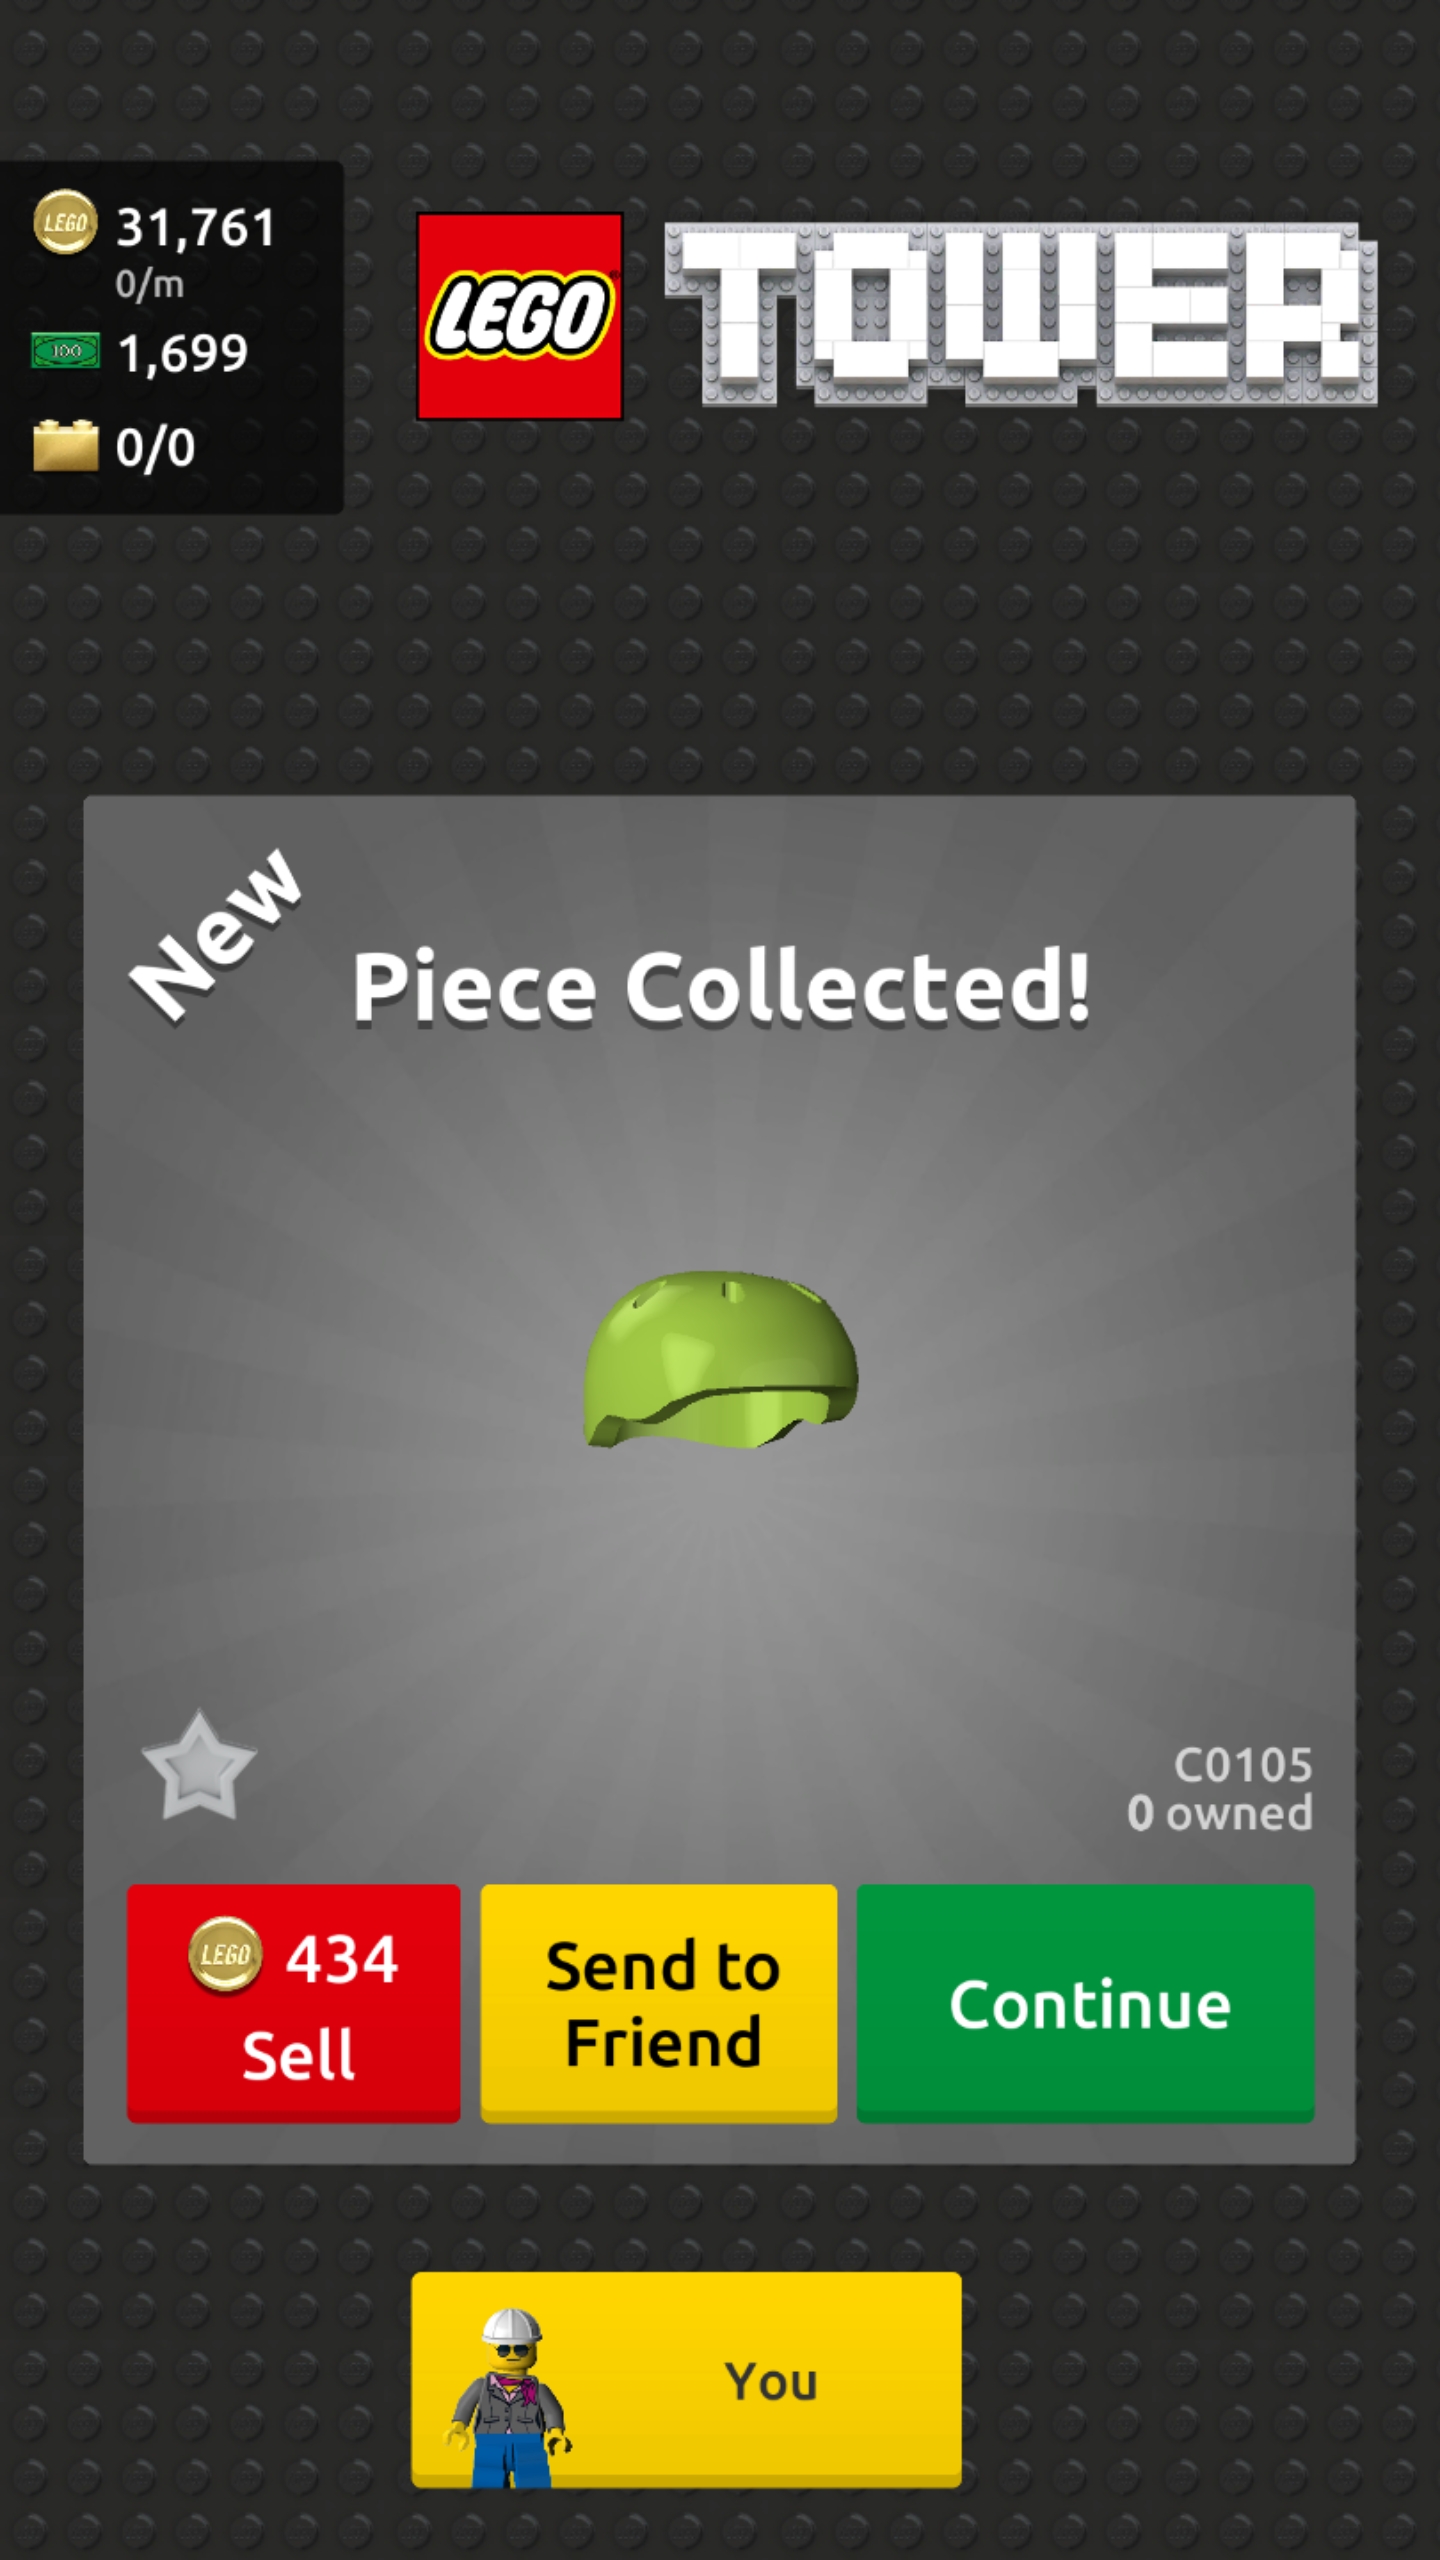 LEGO
31,761
0/m
100
1,699
0/0
LEGO
TOWER
New
Piece Collected!
C0105
0 owned
LEGO
434
Sell
Send to
Friend
Continue
You